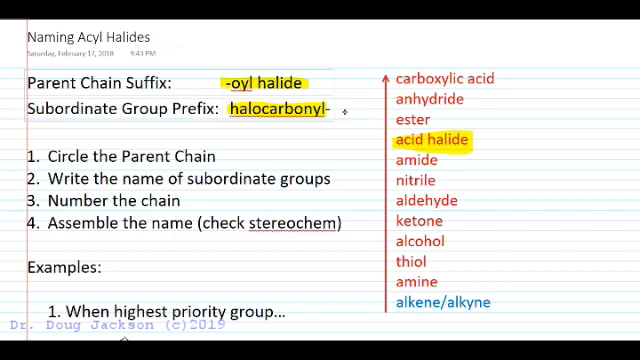 Naming Acyl Halides
Saturday, February 17, 2018 9:43 PM
Parent Chain Suffix: -oyl halide
Subordinate Group Prefix: halocarbonyl-
1. Circle the Parent Chain
2. Write the name of subordinate groups
3. Number the chain
4. Assemble the name (check stereochem)
Examples:
1. When highest priority group...
Dr. Doug Jackson (c)2019
carboxylic acid
anhydride
ester
acid halide
amide
nitrile
aldehyde
ketone
alcohol
thiol
amine
alkene/alkyne